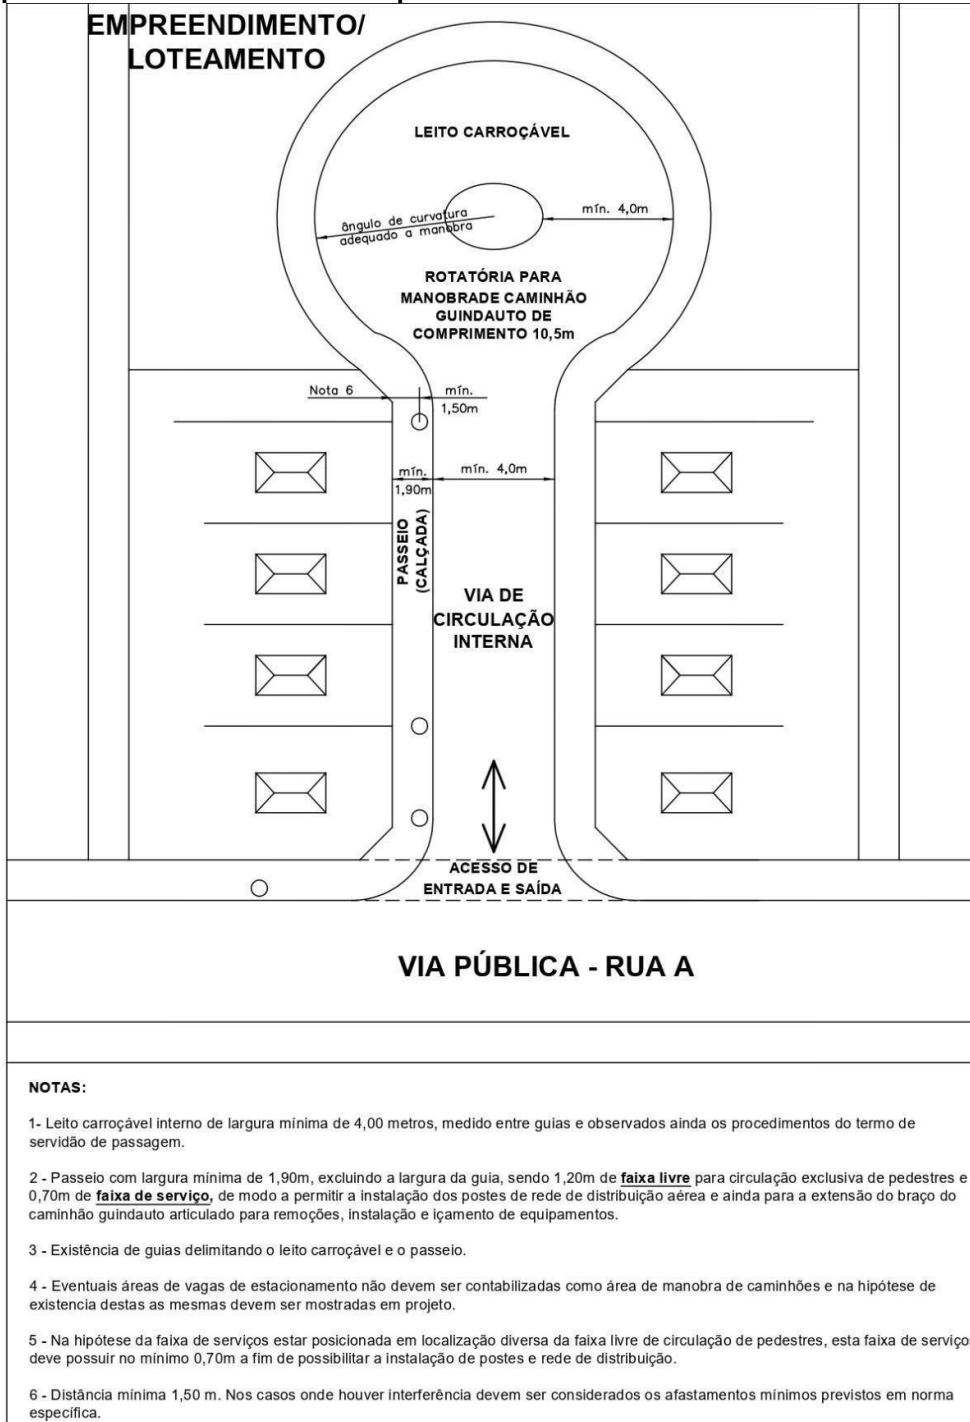 EMPREENDIMENTO/
LOTEAMENTO
LEITO CARROÇÁVEL
ângulo de curvatura
adequado a manobra
mín. 4,0m
ROTATÓRIA PARA
MANOBRADE CAMINHÃO
GUINDAUTO DE
COMPRIMENTO 10,5m
Nota 6
mín.
1,50m
mín.
1,90m
mín. 4,0m
PASSEIO
(CALÇADA)
VIA DE
CIRCULAÇÃO
INTERNA
ACESSO DE
ENTRADA E SAÍDA
VIA PÚBLICA - RUA A
NOTAS:
1- Leito carroçável interno de largura mínima de 4,00 metros, medido entre guias e observados ainda os procedimentos do termo de
servidão de passagem.
2 - Passeio com largura mínima de 1,90m, excluindo a largura da guia, sendo 1,20m de faixa livre para circulação exclusiva de pedestres e
0,70m de faixa de serviço, de modo a permitir a instalação dos postes de rede de distribuição aérea e ainda para a extensão do braço do
caminhão guindauto articulado para remoções, instalação e içamento de equipamentos.
3 - Existência de guias delimitando o leito carroçável e o passeio.
4 - Eventuais áreas de vagas de estacionamento não devem ser contabilizadas como área de manobra de caminhões e na hipótese de
existencia destas as mesmas devem ser mostradas em projeto.
5 - Na hipótese da faixa de serviços estar posicionada em localização diversa da faixa livre de circulação de pedestres, esta faixa de serviços
deve possuir no mínimo 0,70m a fim de possibilitar a instalação de postes e rede de distribuição.
6 - Distância mínima 1,50 m. Nos casos onde houver interferência devem ser considerados os afastamentos mínimos previstos em norma
específica.